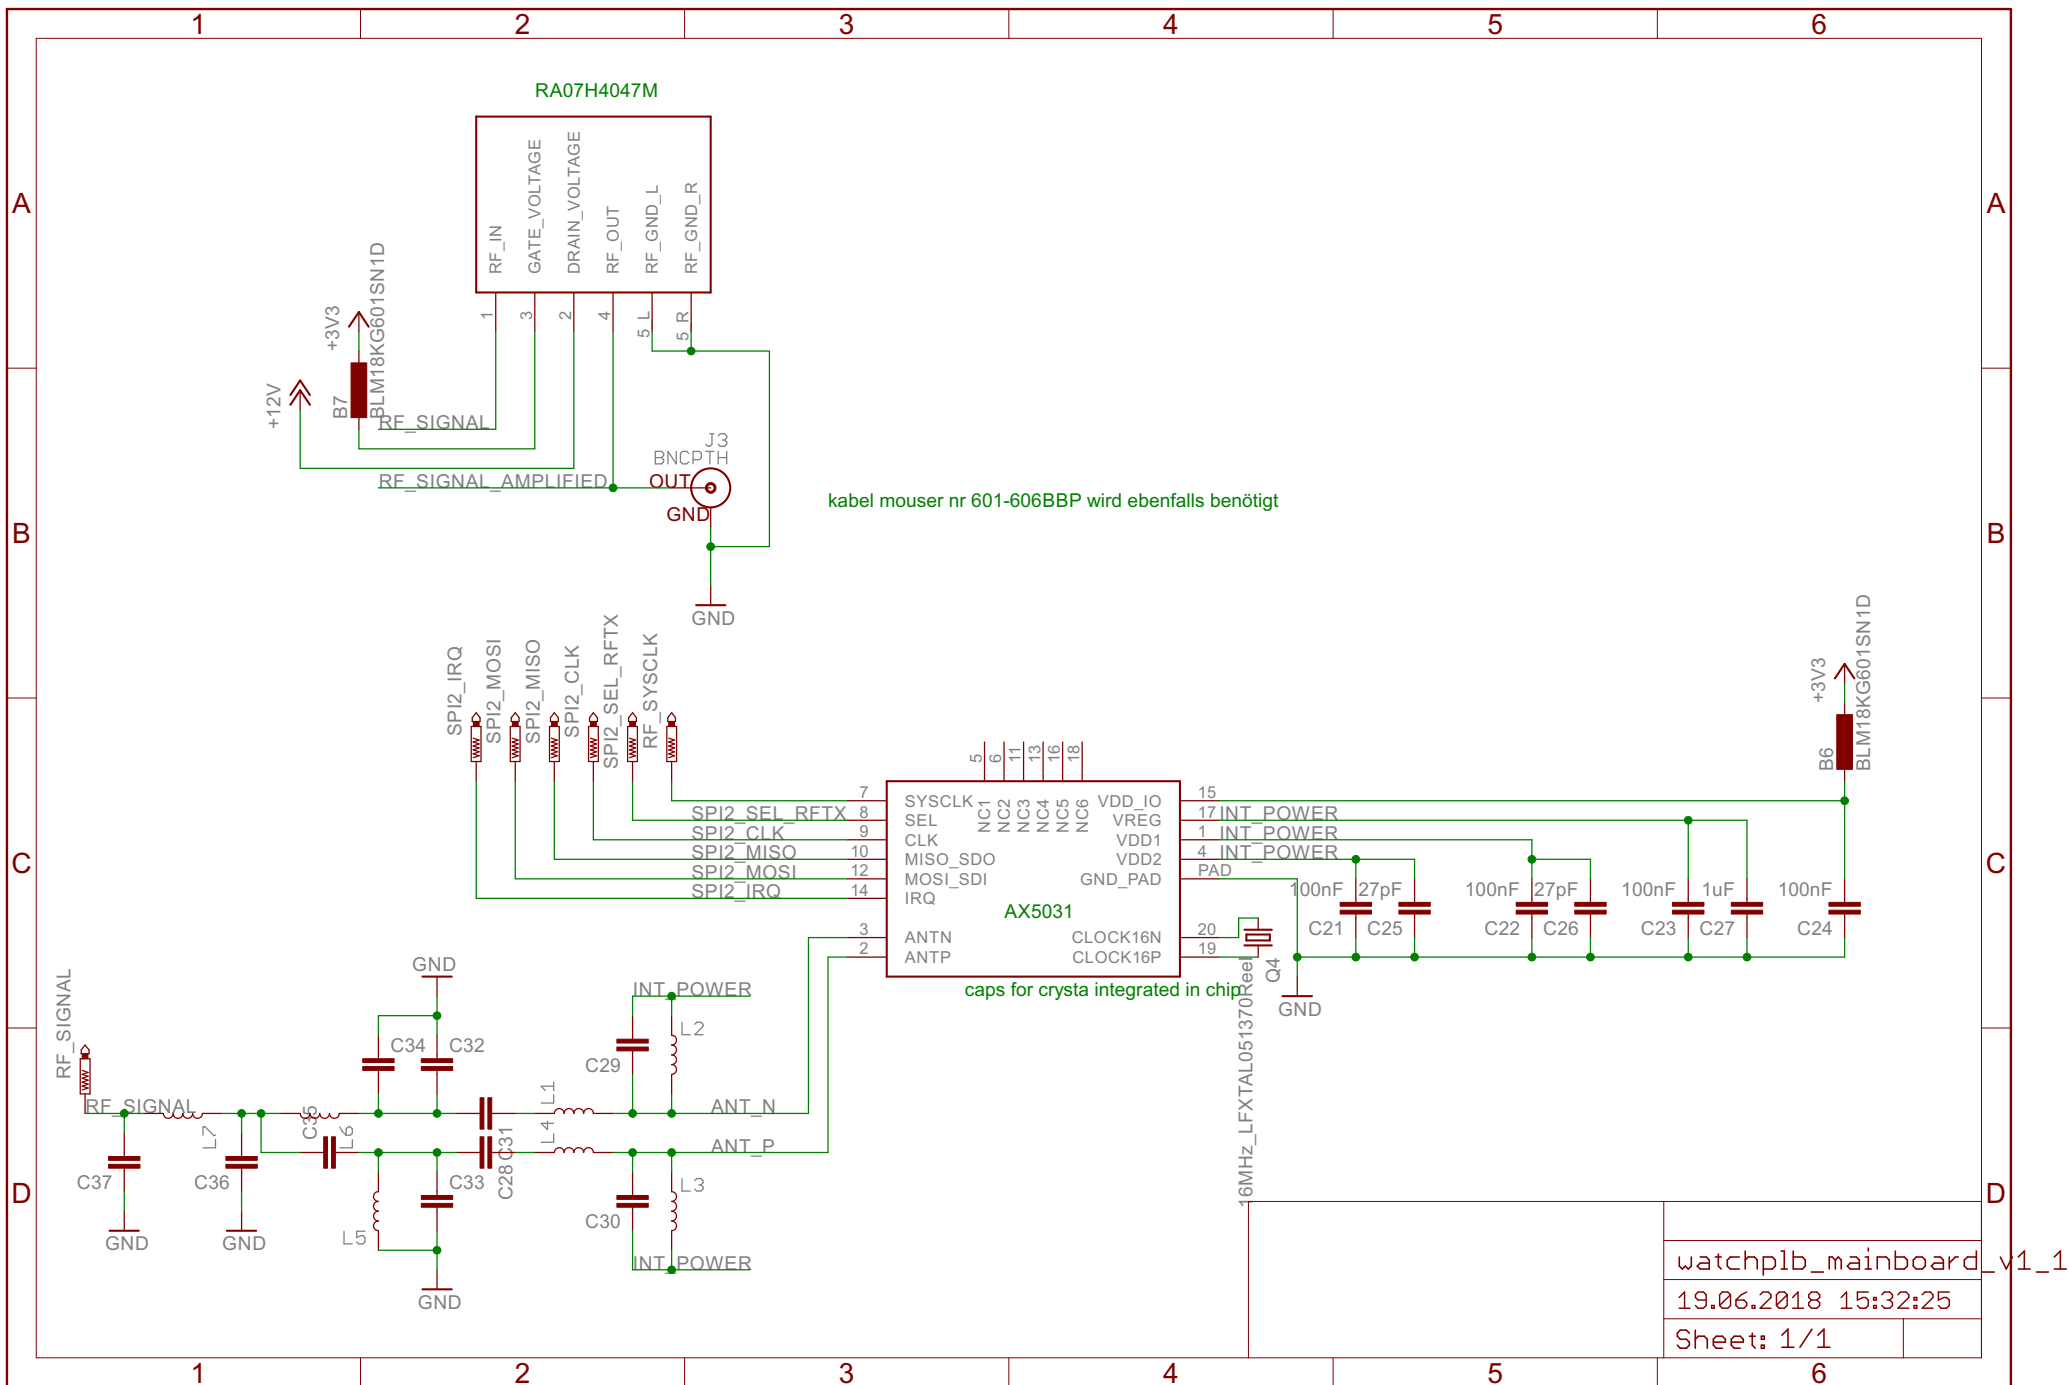 1 2 3 4 5 6
A A
B B
C C
D D
RA07H4047M
RF_IN
GATE_VOLTAGE
DRAIN_VOLTAGE
RF_OUT
RF_GND_L
RF_GND_R
1
3
2
4
5_L
5_R
+3V3
B7
BLM18KG601SN1D
+12V
RF_SIGNAL
RF_SIGNAL_AMPLIFIED
J3
BNCPTH
OUT
GND
GND
kabel mouser nr 601-606BBP wird ebenfalls benötigt
SPI2_IRQ
SPI2_MOSI
SPI2_MISO
SPI2_CLK
SPI2_SEL_RFTX
RF_SYSCLK
+3V3
B6
BLM18KG601SN1D
5
6
11
13
16
18
NC1
NC2
NC3
NC4
NC5
NC6
7 SYSCLK
SPI2_SEL_RFTX 8 SEL
SPI2_CLK 9 CLK
SPI2_MISO 10 MISO_SDO
SPI2_MOSI 12 MOSI_SDI
SPI2_IRQ 14 IRQ
3 ANTN
2 ANTP
VDD_IO 15
VREG 17 INT_POWER
VDD1 1 INT_POWER
VDD2 4 INT_POWER
GND_PAD PAD
AX5031
CLOCK16N 20
CLOCK16P 19
caps for crysta integrated in chip
16MHz_LFXTAL051370Reel
Q4
GND
100nF 27pF
C21 C25
100nF 27pF
C22 C26
100nF 1uF
C23 C27
100nF
C24
RF_SIGNAL
RF_SIGNAL
GND
C34 C32
C35
L6
L7
C37
C36
GND
GND
L5
C33
GND
C31
C28
L1
L4
INT_POWER
C29
L2
ANT_N
ANT_P
C30
L3
INT_POWER
watchplb_mainboard_v1_1
19.06.2018 15:32:25
Sheet: 1/1
1 2 3 4 5 6